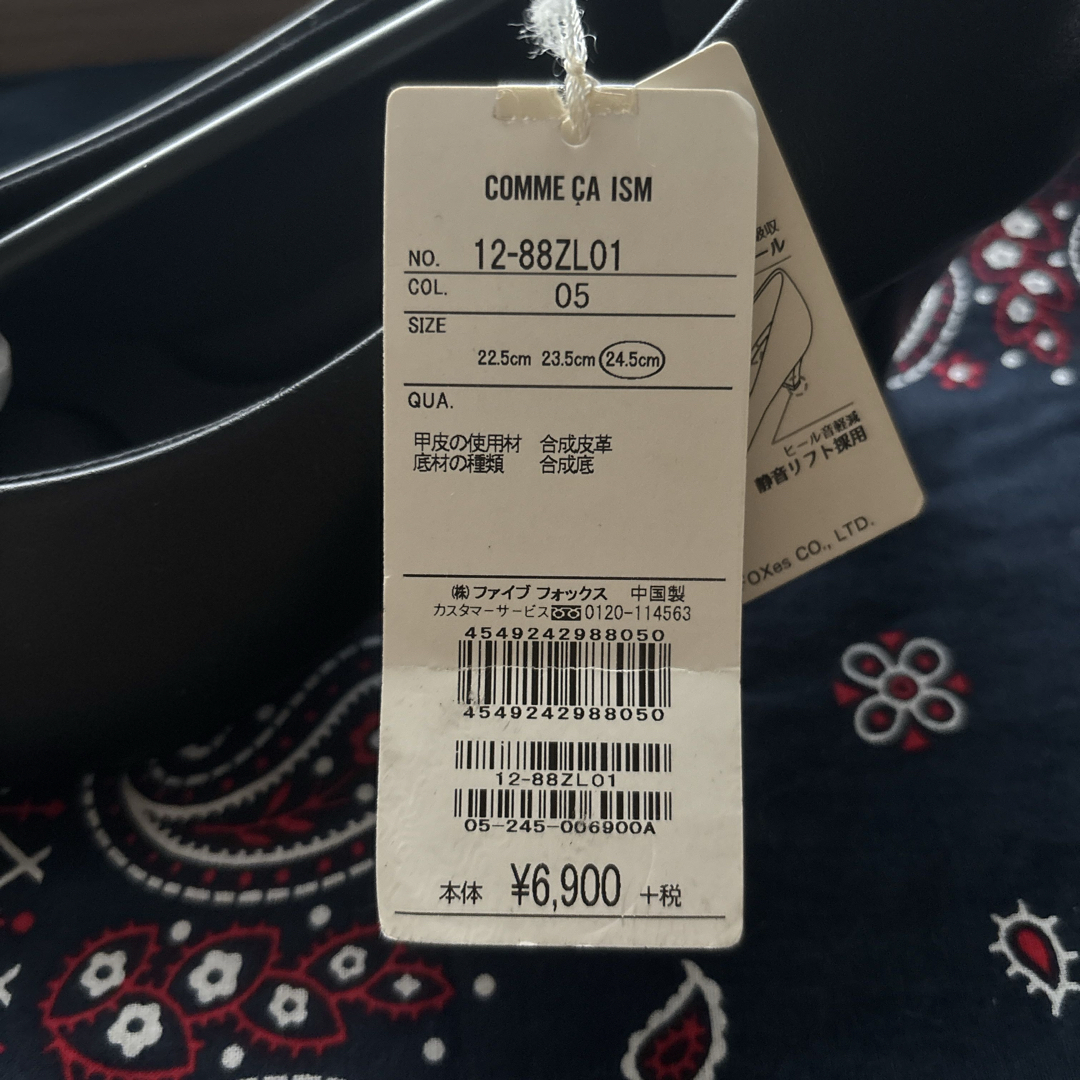 COMME ÇA ISM
NO. 12-88ZL01
COL. 05
SIZE
22.5cm 23.5cm 24.5cm
QUA.
甲皮の使用材 合成皮革
底材の種類 合成底
(株)ファイブ フォックス 中国製
カスタマーサービス 0120-114563
4549242988050
4549242988050
12-88ZL01
05-245-006900A
本体 ¥6,900 +税
吸収
ール
ヒール音軽減
静音リフト採用
FOXes CO., LTD.